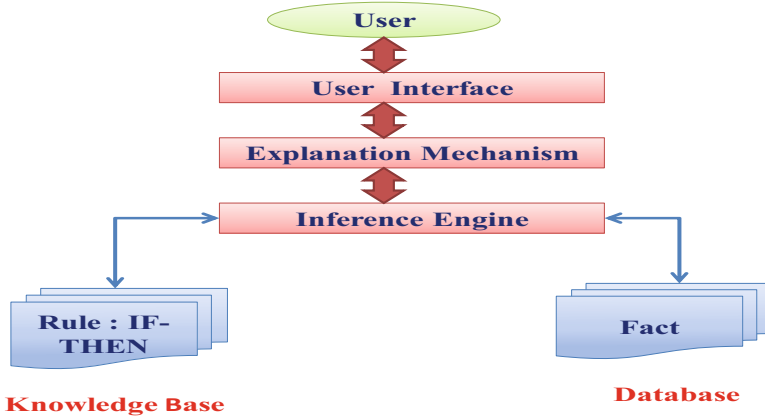 User
User Interface
Explanation Mechanism
Inference Engine
Rule : IF-
THEN
Fact
Knowledge Base
Database